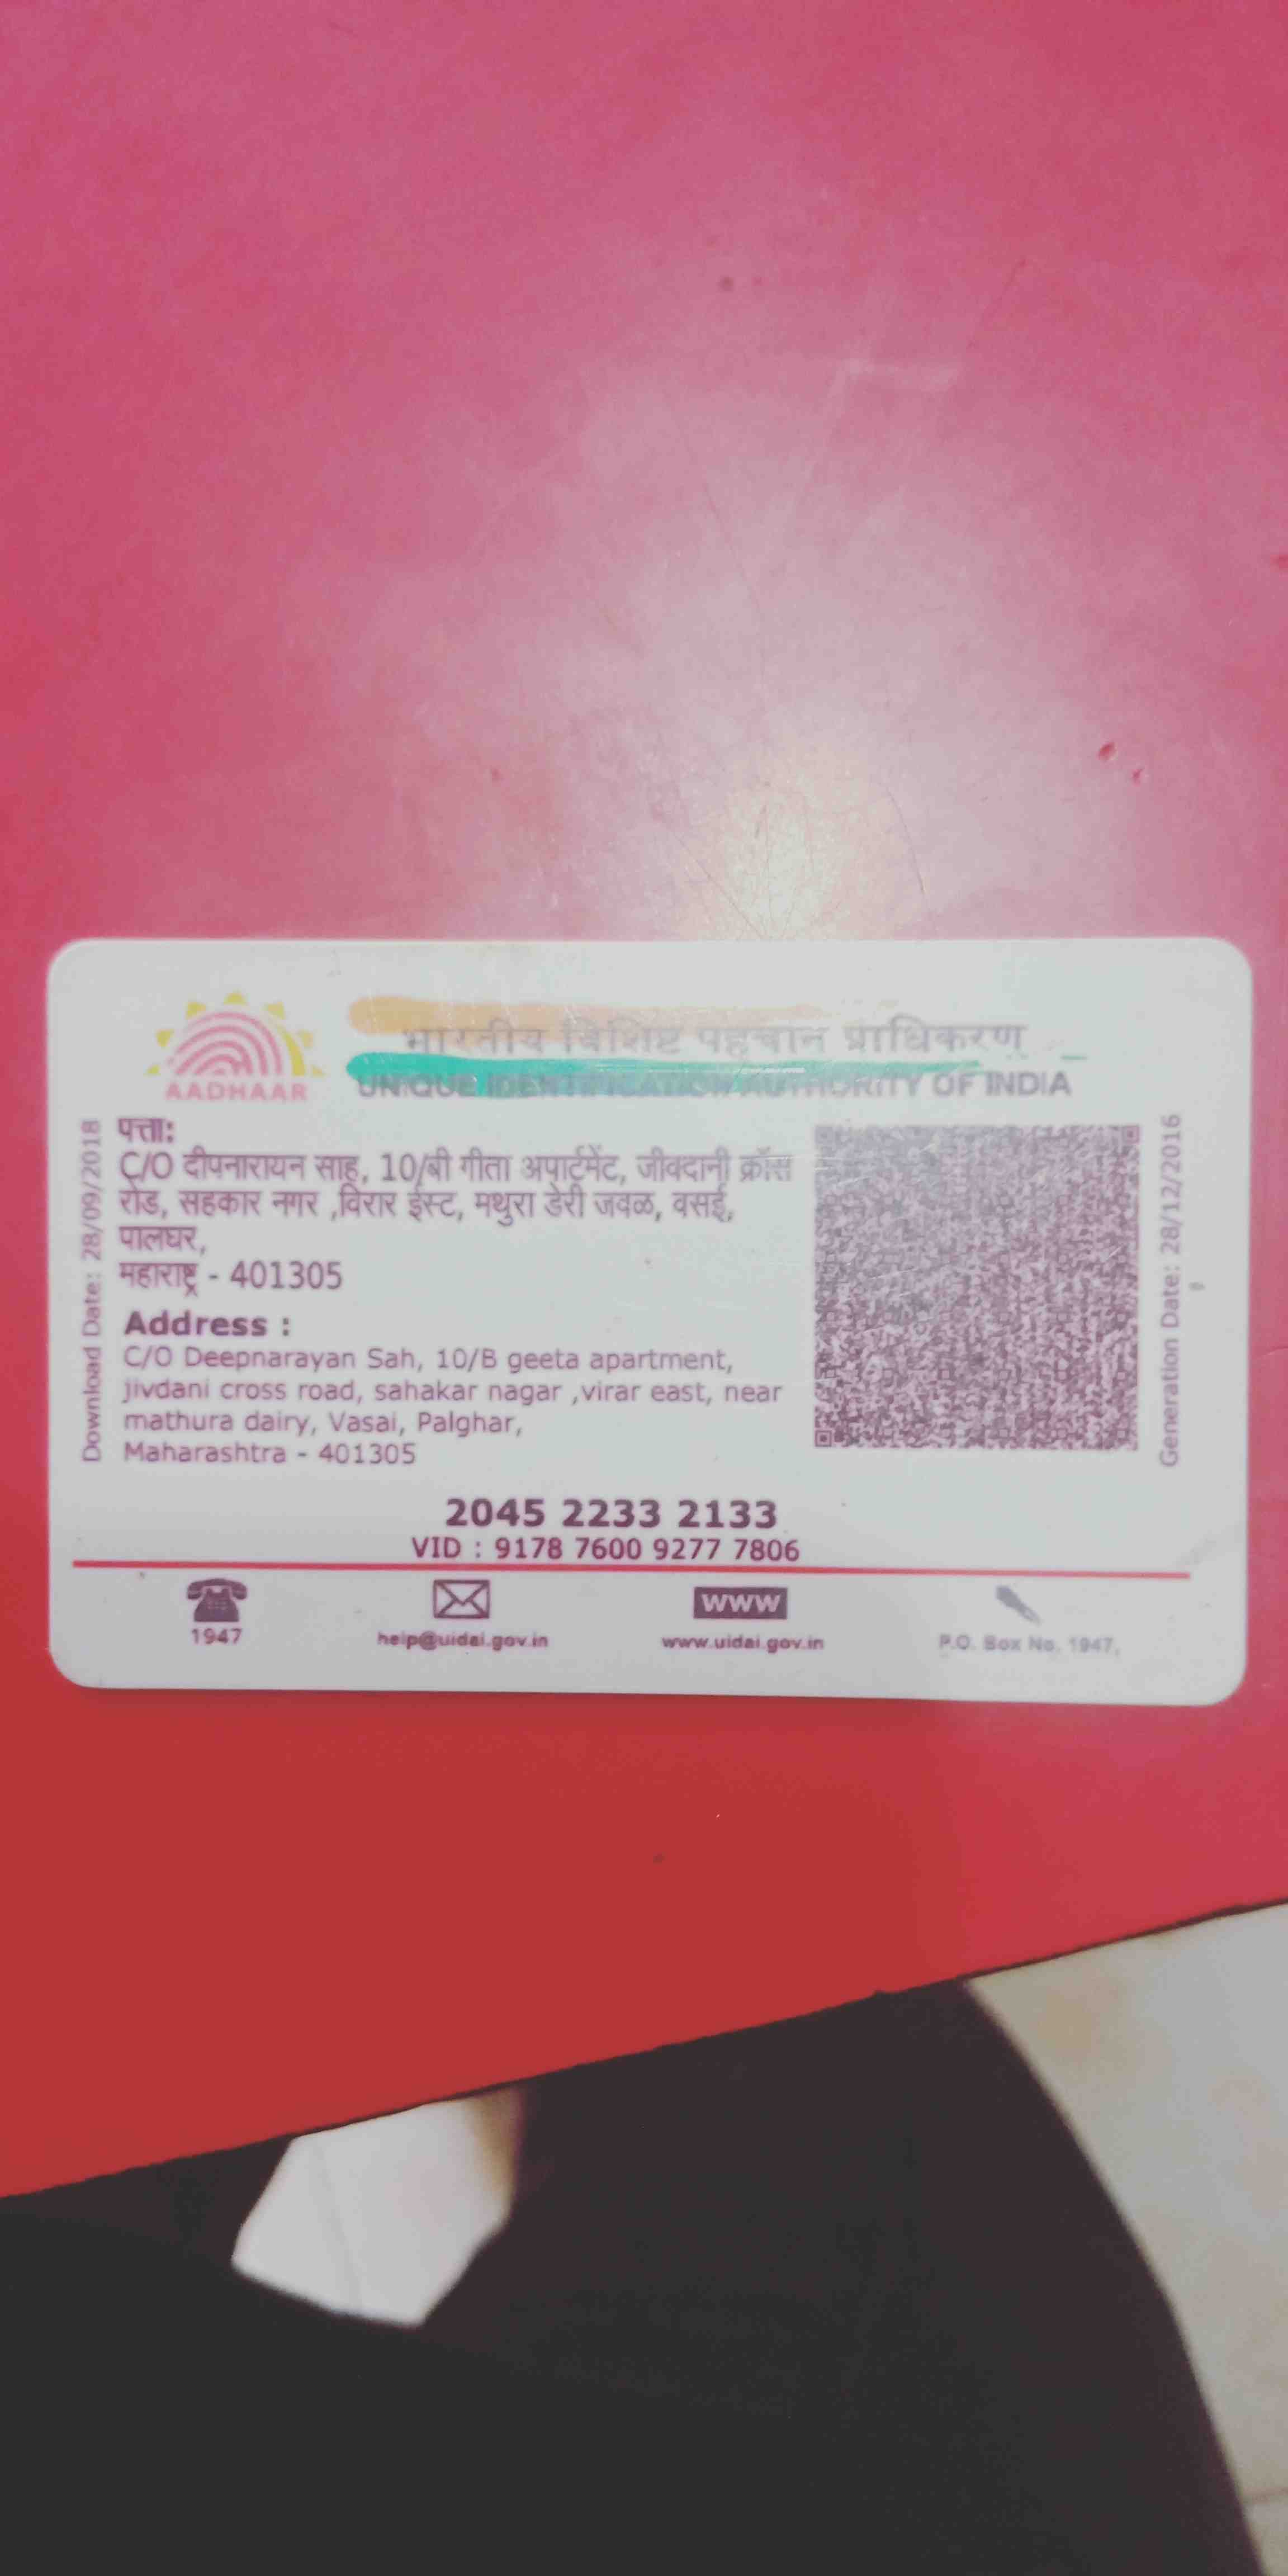 भारतीय विशिष्ट पहचान प्राधिकरण
UNIQUE IDENTIFICATION AUTHORITY OF INDIA
AADHAAR
Download Date: 28/09/2018
पत्ता:
C/O दीपनारायन साह, 10/बी गीता अपार्टमेंट, जीवदानी क्रॉस
रोड, सहकार नगर ,विरार ईस्ट, मथुरा डेरी जवळ, वसई,
पालघर,
महाराष्ट्र - 401305
Address :
C/O Deepnarayan Sah, 10/B geeta apartment,
jivdani cross road, sahakar nagar ,virar east, near
mathura dairy, Vasai, Palghar,
Maharashtra - 401305
Generation Date: 28/12/2016
2045 2233 2133
VID : 9178 7600 9277 7806
1947
help@uidai.gov.in
WWW
www.uidai.gov.in
P.O. Box No. 1947,